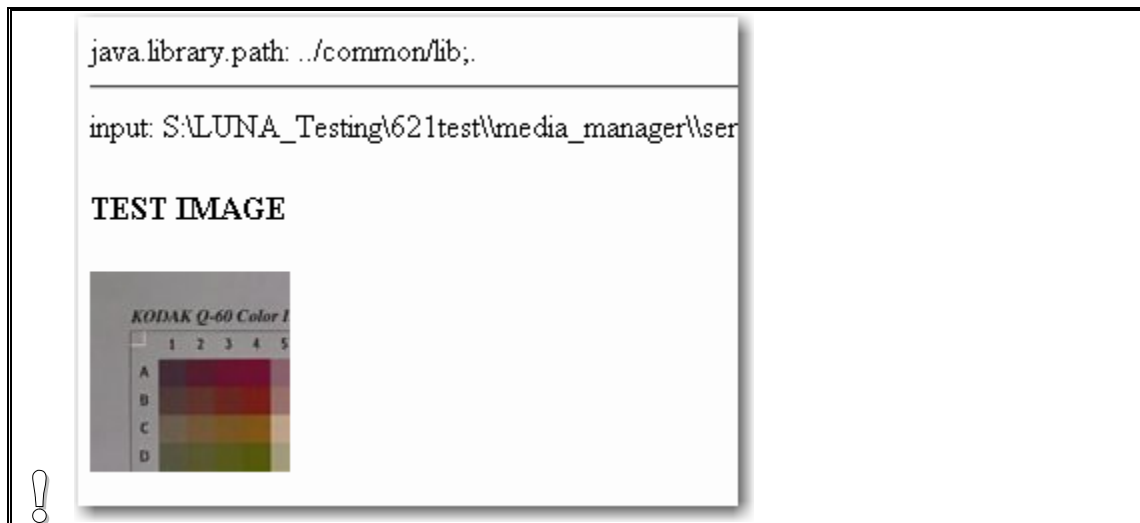 java.library.path: ../common/lib;.
input: S:\LUNA_Testing\621test\\media_manager\\ser
TEST IMAGE
KODAK Q-60 Color I
1 2 3 4 5
A
B
C
D